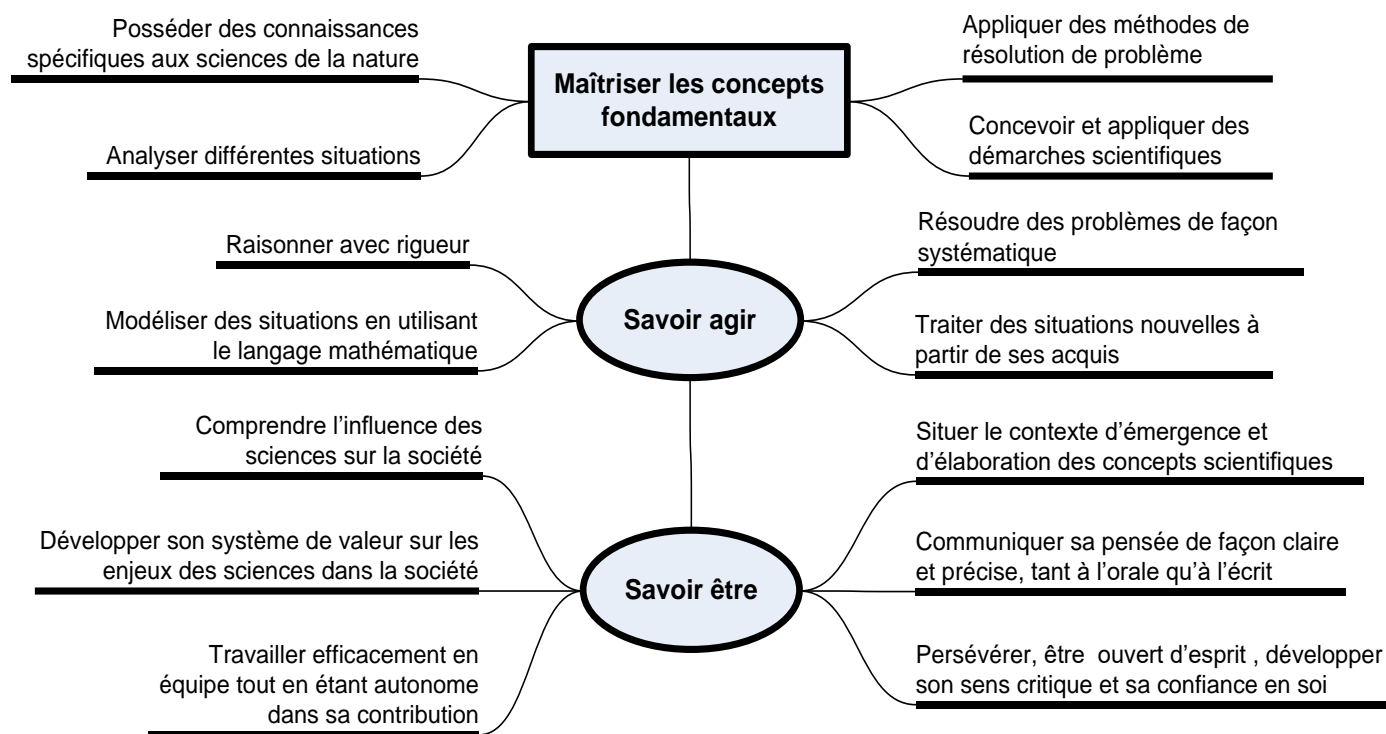 Posséder des connaissances
spécifiques aux sciences de la nature
Analyser différentes situations
Maîtriser les concepts
fondamentaux
Appliquer des méthodes de
résolution de problème
Concevoir et appliquer des
démarches scientifiques
Raisonner avec rigueur
Modéliser des situations en utilisant
le langage mathématique
Savoir agir
Résoudre des problèmes de façon
systématique
Traiter des situations nouvelles à
partir de ses acquis
Comprendre l’influence des
sciences sur la société
Développer son système de valeur sur les
enjeux des sciences dans la société
Travailler efficacement en
équipe tout en étant autonome
dans sa contribution
Savoir être
Situer le contexte d’émergence et
d’élaboration des concepts scientifiques
Communiquer sa pensée de façon claire
et précise, tant à l’orale qu’à l’écrit
Persévérer, être ouvert d’esprit , développer
son sens critique et sa confiance en soi